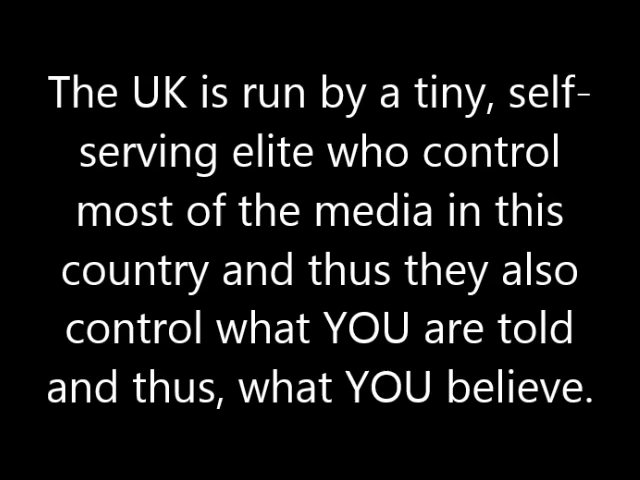 The UK is run by a tiny, self-
serving elite who control
most of the media in this
country and thus they also
control what YOU are told
and thus, what YOU believe.